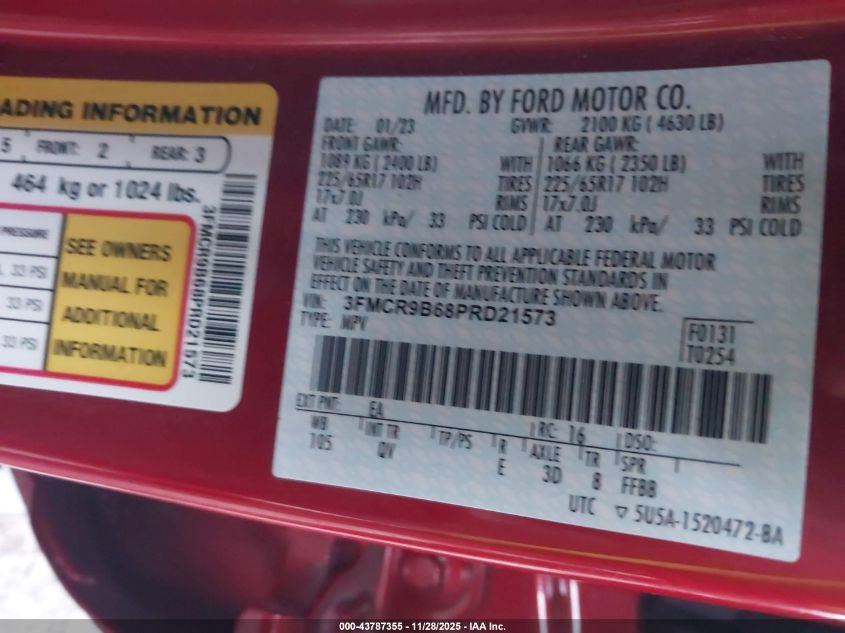 ADING INFORMATION
5 FRONT: 2 REAR: 3
464 kg or 1024 lbs.
PRESSURE
33 PSI
33 PSI
33 PSI
SEE OWNERS
MANUAL FOR
ADDITIONAL
INFORMATION
3FMCR9B68PRD21573
MFD. BY FORD MOTOR CO.
DATE: 01/23 GVWR: 2100 KG ( 4630 LB)
FRONT GAWR: REAR GAWR:
1089 KG ( 2400 LB) WITH 1066 KG ( 2350 LB) WITH
225/65R17 102H TIRES 225/65R17 102H TIRES
17x7.0J RIMS 17x7.0J RIMS
AT 230 kPa/ 33 PSI COLD AT 230 kPa/ 33 PSI COLD
THIS VEHICLE CONFORMS TO ALL APPLICABLE FEDERAL MOTOR
VEHICLE SAFETY AND THEFT PREVENTION STANDARDS IN
EFFECT ON THE DATE OF MANUFACTURE SHOWN ABOVE.
VIN: 3FMCR9B68PRD21573
TYPE: MPV
F0131
T0254
EXT PNT: EA RC: 16 DSO:
WB INT TR TP/PS R AXLE TR SPR
105 QV E 3D 8 FFBB
UTC ▽ 5U5A-1520472-BA
000-43787355 - 11/28/2025 - IAA Inc.